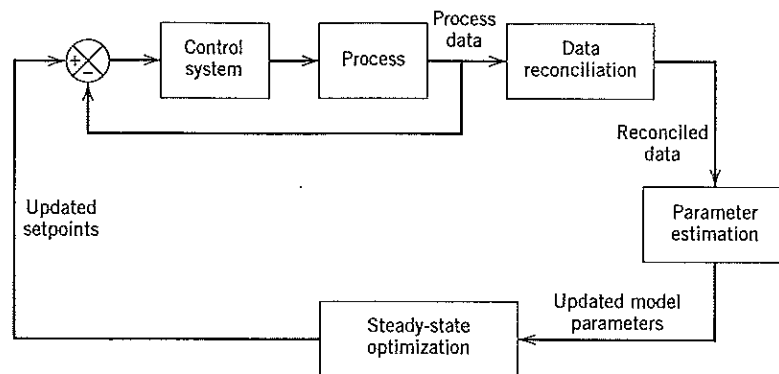 Process
data
Control
system
Process
Data
reconciliation
+
−
Reconciled
data
Updated
setpoints
Parameter
estimation
Updated model
parameters
Steady-state
optimization